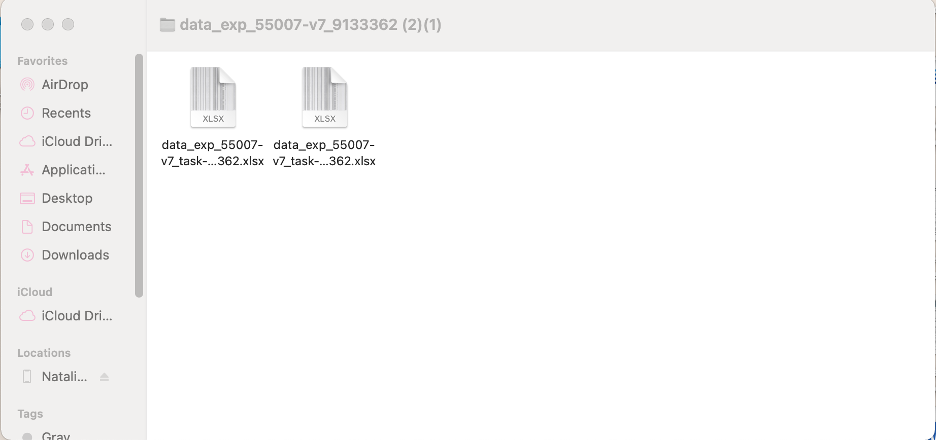 data_exp_55007-v7_9133362 (2)(1)
Favorites
AirDrop
Recents
iCloud Dri...
Applicati...
Desktop
Documents
Downloads
iCloud
iCloud Dri...
Locations
Natali...
Tags
Gray
XLSX
data_exp_55007-
v7_task-...362.xlsx
XLSX
data_exp_55007-
v7_task-...362.xlsx